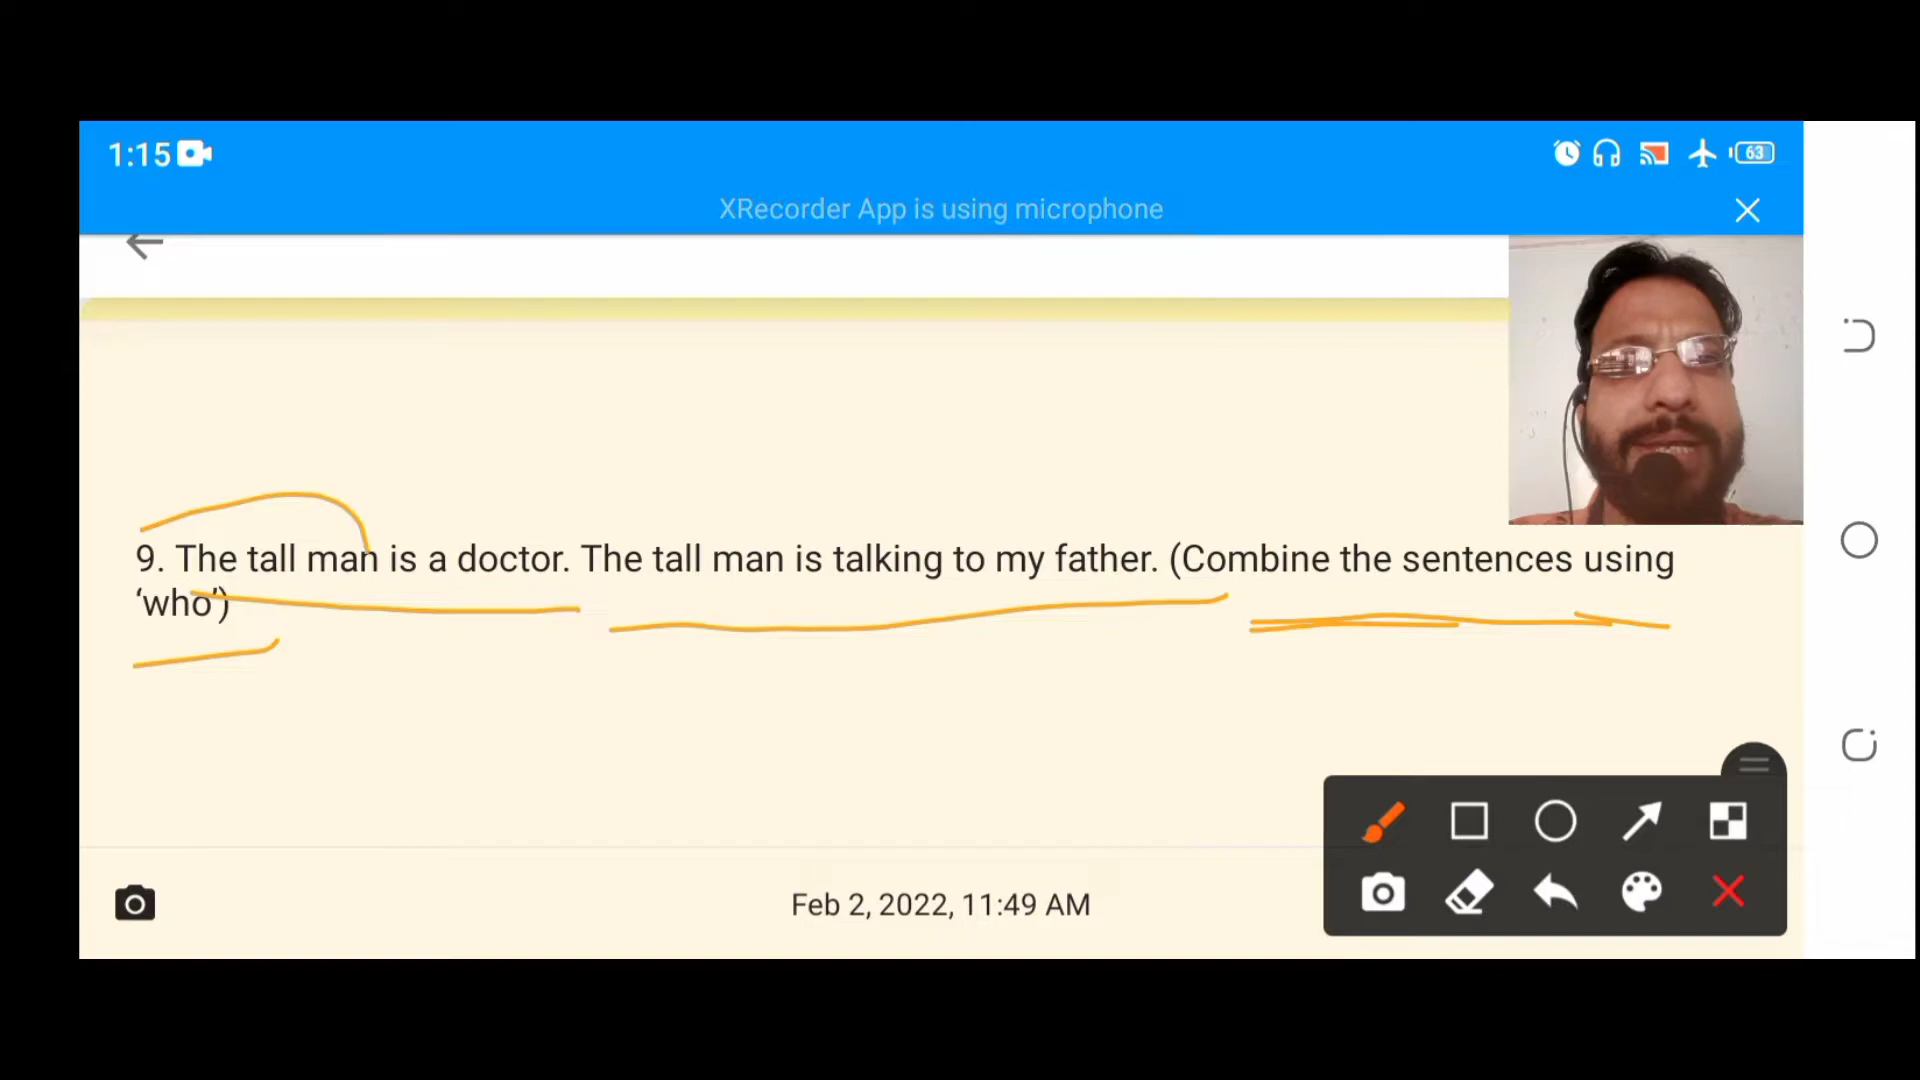 1:15
63
XRecorder App is using microphone
9. The tall man is a doctor. The tall man is talking to my father. (Combine the sentences using
‘who’)
Feb 2, 2022, 11:49 AM